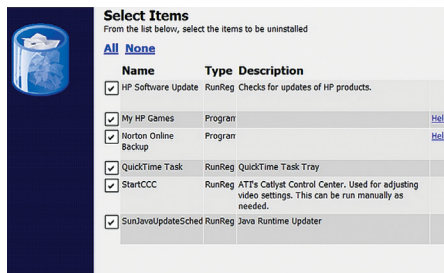 Select Items
From the list below, select the items to be uninstalled
All None
Name Type Description
HP Software Update RunReg Checks for updates of HP products.
My HP Games Program Hel
Norton Online Program Hel
Backup
QuickTime Task RunReg QuickTime Task Tray
StartCCC RunReg ATI's Catlyst Control Center. Used for adjusting
video settings. This can be run manually as
needed.
SunJavaUpdateSched RunReg Java Runtime Updater